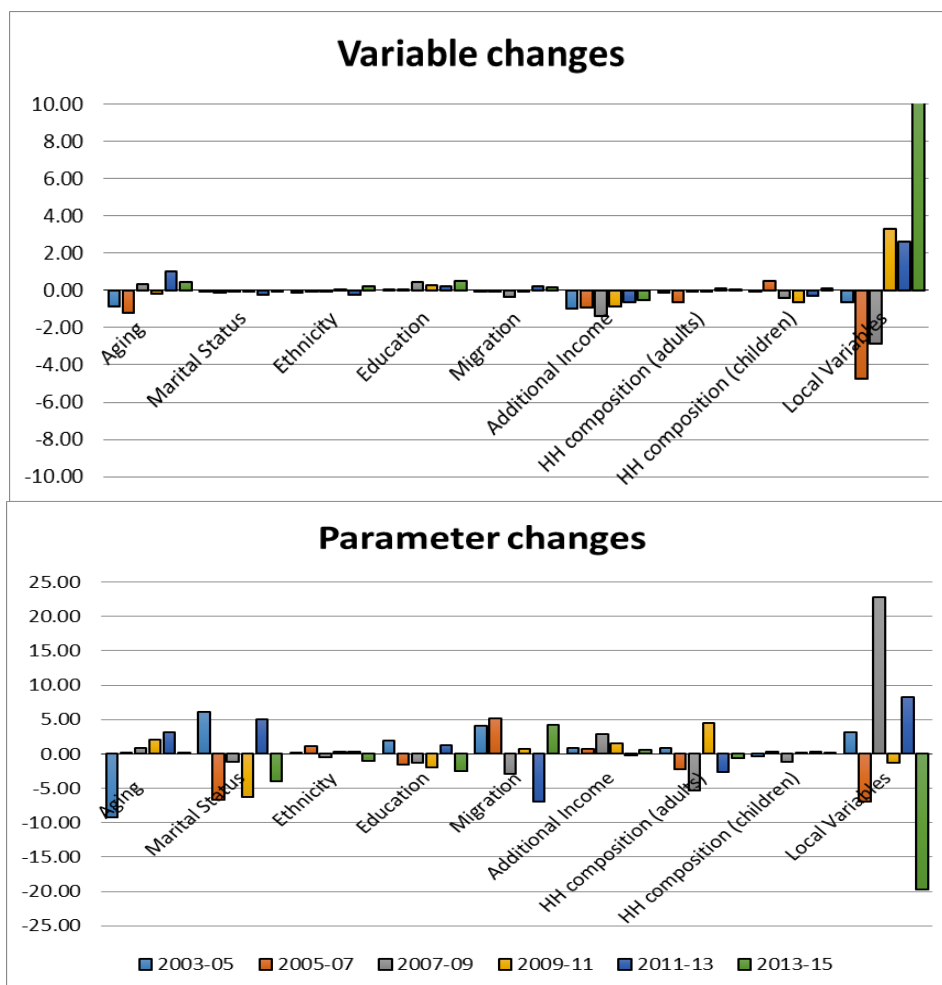 Variable changes
10.00
8.00
6.00
4.00
2.00
0.00
-2.00
-4.00
-6.00
-8.00
-10.00
Aging
Marital Status
Ethnicity
Education
Migration
Additional Income
HH composition (adults)
HH composition (children)
Local Variables
Parameter changes
25.00
20.00
15.00
10.00
5.00
0.00
-5.00
-10.00
-15.00
-20.00
-25.00
Aging
Marital Status
Ethnicity
Education
Migration
Additional Income
HH composition (adults)
HH composition (children)
Local Variables
2003-05 2005-07 2007-09 2009-11 2011-13 2013-15